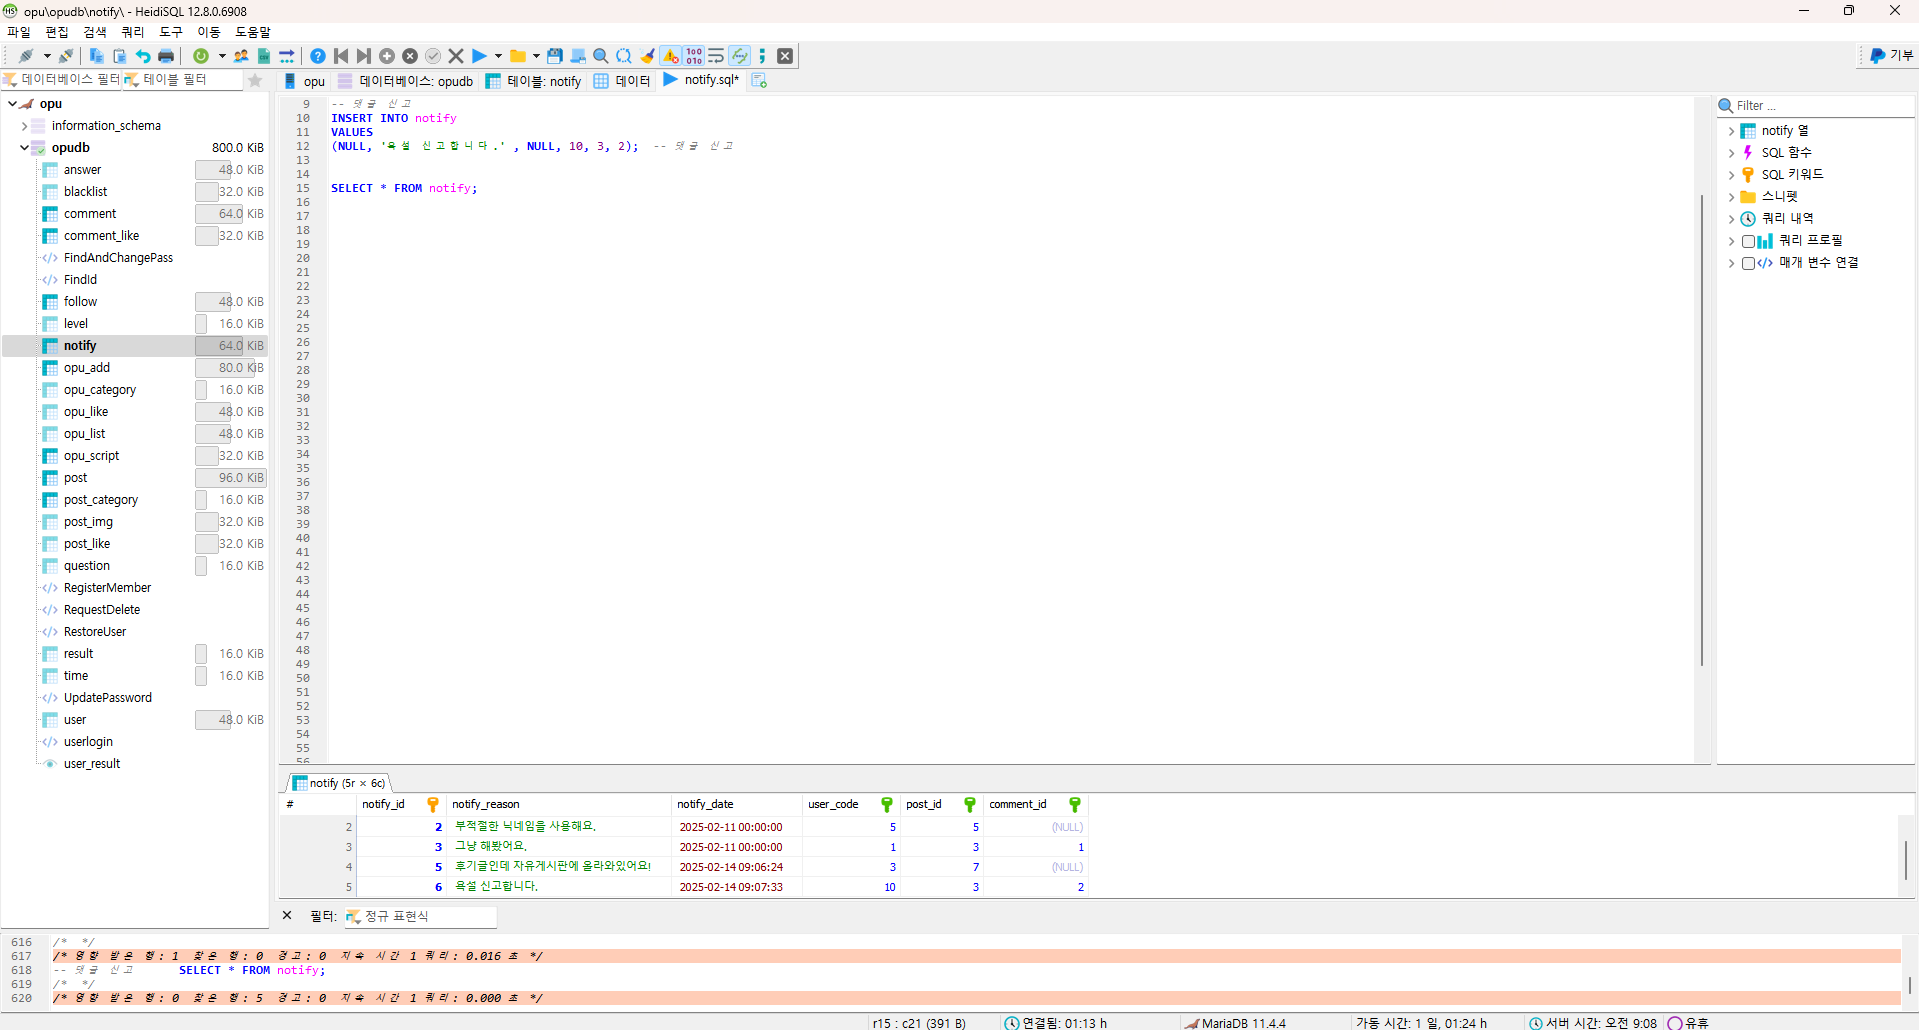 opu\opudb\notify\ - HeidiSQL 12.8.0.6908
파일 편집 검색 쿼리 도구 이동 도움말
기부
데이터베이스 필터 테이블 필터
opu 데이터베이스: opudb 테이블: notify 데이터 notify.sql*
opu
information_schema
opudb 800.0 KiB
answer 48.0 KiB
blacklist 32.0 KiB
comment 64.0 KiB
comment_like 32.0 KiB
FindAndChangePass
FindId
follow 48.0 KiB
level 16.0 KiB
notify 64.0 KiB
opu_add 80.0 KiB
opu_category 16.0 KiB
opu_like 48.0 KiB
opu_list 48.0 KiB
opu_script 32.0 KiB
post 96.0 KiB
post_category 16.0 KiB
post_img 32.0 KiB
post_like 32.0 KiB
question 16.0 KiB
RegisterMember
RequestDelete
RestoreUser
result 16.0 KiB
time 16.0 KiB
UpdatePassword
user 48.0 KiB
userlogin
user_result
9 -- 댓글 신고
10 INSERT INTO notify
11 VALUES
12 (NULL, '욕설 신고합니다.' , NULL, 10, 3, 2); -- 댓글 신고
13
14
15 SELECT * FROM notify;
16
17
18
19
20
21
22
23
24
25
26
27
28
29
30
31
32
33
34
35
36
37
38
39
40
41
42
43
44
45
46
47
48
49
50
51
52
53
54
55
56
Filter ...
notify 열
SQL 함수
SQL 키워드
스니펫
쿼리 내역
쿼리 프로필
매개 변수 연결
notify (5r × 6c)
# notify_id notify_reason notify_date user_code post_id comment_id
2 2 부적절한 닉네임을 사용해요. 2025-02-11 00:00:00 5 5 (NULL)
3 3 그냥 해봤어요. 2025-02-11 00:00:00 1 3 1
4 5 후기글인데 자유게시판에 올라와있어요! 2025-02-14 09:06:24 3 7 (NULL)
5 6 욕설 신고합니다. 2025-02-14 09:07:33 10 3 2
필터: 정규 표현식
616 /* */
617 /* 영향 받은 행: 1 찾은 행: 0 경고: 0 지속 시간 1 쿼리: 0.016 초 */
618 -- 댓글 신고 SELECT * FROM notify;
619 /* */
620 /* 영향 받은 행: 0 찾은 행: 5 경고: 0 지속 시간 1 쿼리: 0.000 초 */
r15 : c21 (391 B) 연결됨: 01:13 h MariaDB 11.4.4 가동 시간: 1 일, 01:24 h 서버 시간: 오전 9:08 유휴